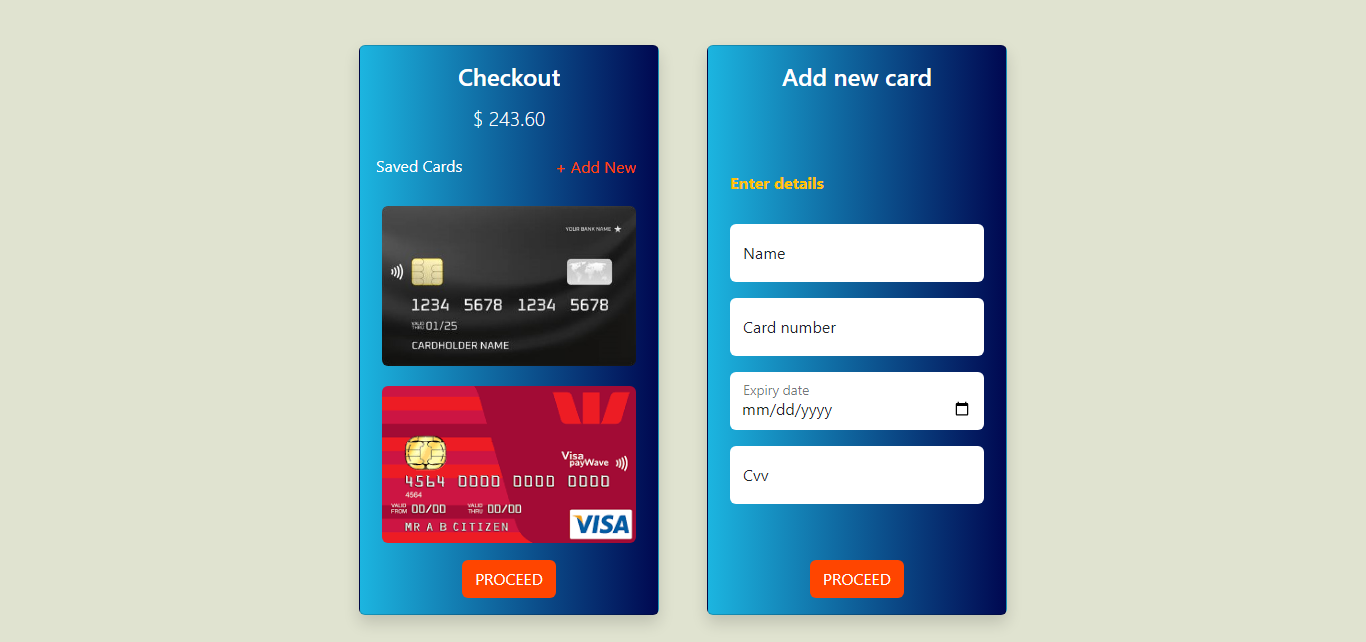 Checkout
$ 243.60
Saved Cards
+ Add New
YOUR BANK NAME
1234 5678 1234 5678
VALID THRU 01/25
CARDHOLDER NAME
Visa
payWave
4564 0000 0000 0000
4564
VALID FROM 00/00 VALID THRU 00/00
MR A B CITIZEN
VISA
PROCEED
Add new card
Enter details
Name
Card number
Expiry date
mm/dd/yyyy
Cvv
PROCEED